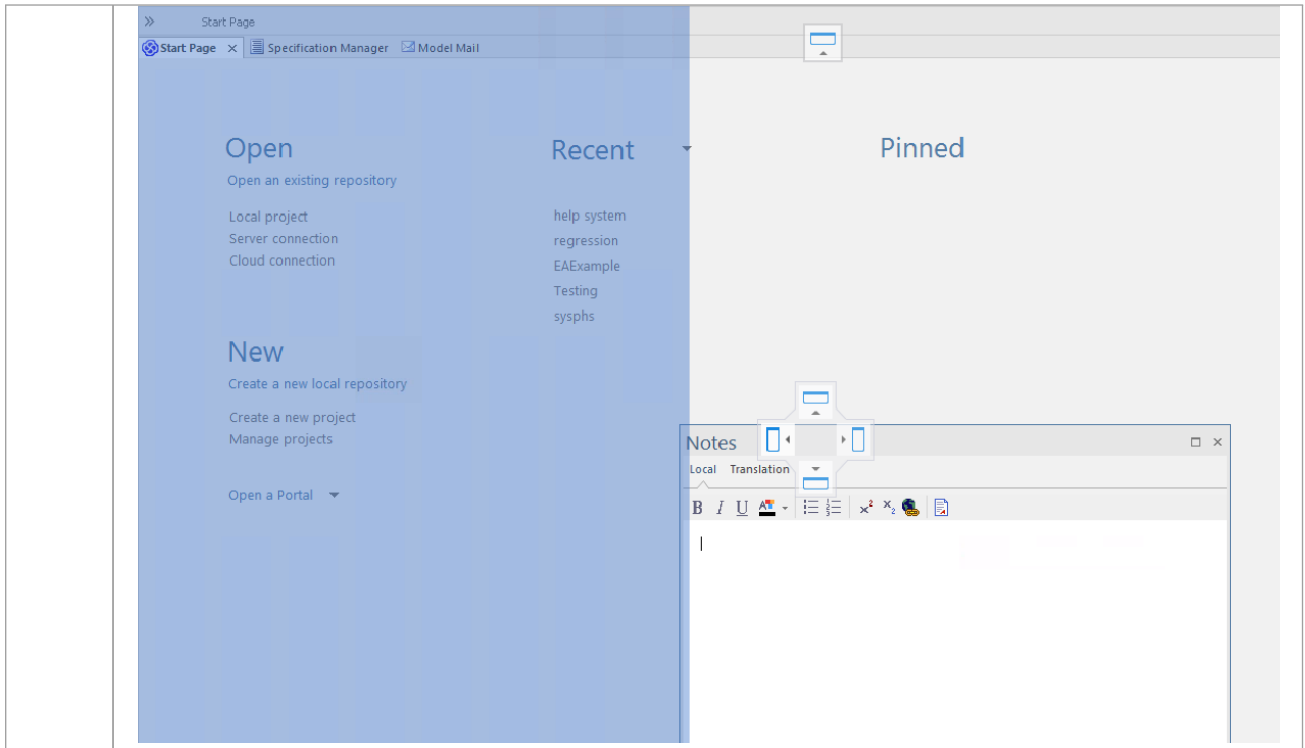 Start Page
Start Page Specification Manager Model Mail
Open
Open an existing repository
Local project
Server connection
Cloud connection
New
Create a new local repository
Create a new project
Manage projects
Open a Portal
Recent
help system
regression
EAExample
Testing
sysphs
Pinned
Notes
Local Translation
B I U A x² x₂